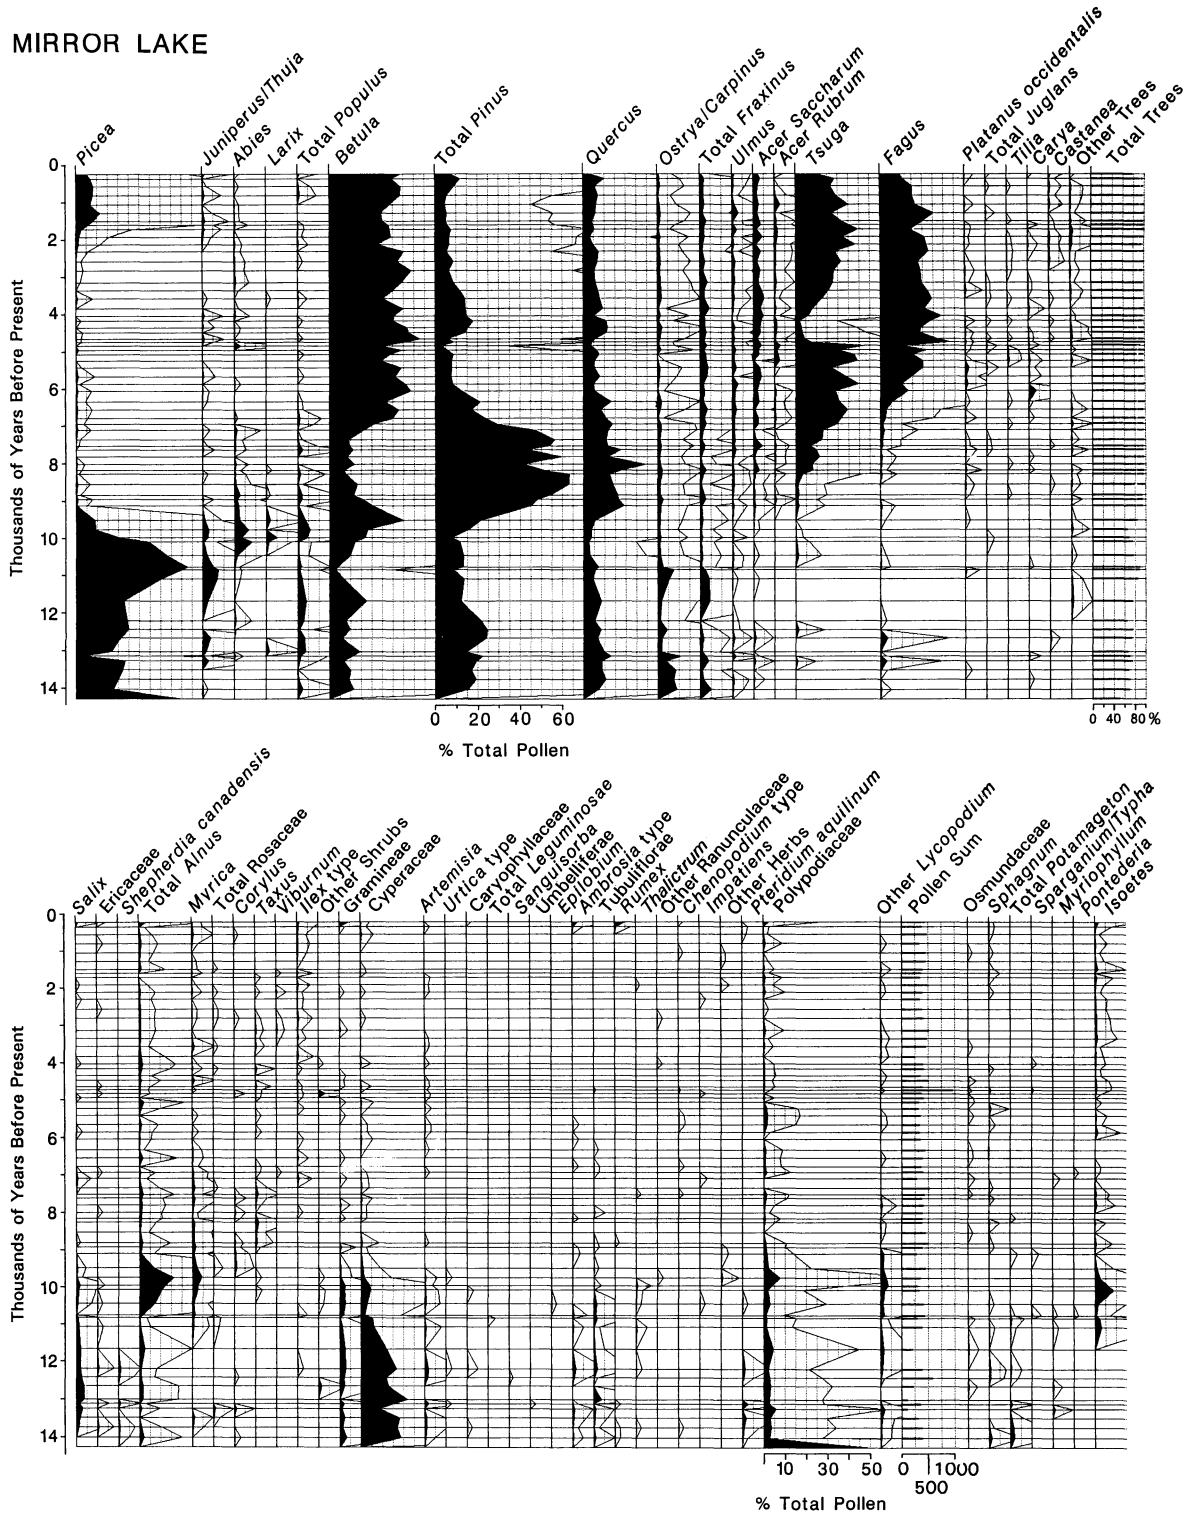 MIRROR LAKE
Picea
Juniperus/Thuja
Abies
Larix
Total Populus
Betula
Total Pinus
Quercus
Ostrya/Carpinus
Total Fraxinus
Ulmus
Acer Saccharum
Acer Rubrum
Tsuga
Fagus
Platanus occidentalis
Total Juglans
Tilia
Carya
Castanea
Other Trees
Total Trees
Thousands of Years Before Present
0
2
4
6
8
10
12
14
0 20 40 60
% Total Pollen
0 40 80%
Salix
Ericaceae
Shepherdia canadensis
Total Alnus
Myrica
Total Rosaceae
Corylus
Taxus
Viburnum
Ilex type
Other Shrubs
Gramineae
Cyperaceae
Artemisia
Urtica type
Caryophyllaceae
Total Leguminosae
Sanguisorba
Umbelliferae
Epilobium
Ambrosia type
Tubuliflorae
Rumex
Thalictrum
Other Ranunculaceae
Chenopodium type
Impatiens
Other Herbs
Pteridium aquilinum
Polypodiaceae
Other Lycopodium
Pollen Sum
Osmundaceae
Sphagnum
Total Potamageton
Sparganium/Typha
Myriophyllum
Pontederia
Isoetes
Thousands of Years Before Present
0
2
4
6
8
10
12
14
10 30 50
% Total Pollen
0 1000
500